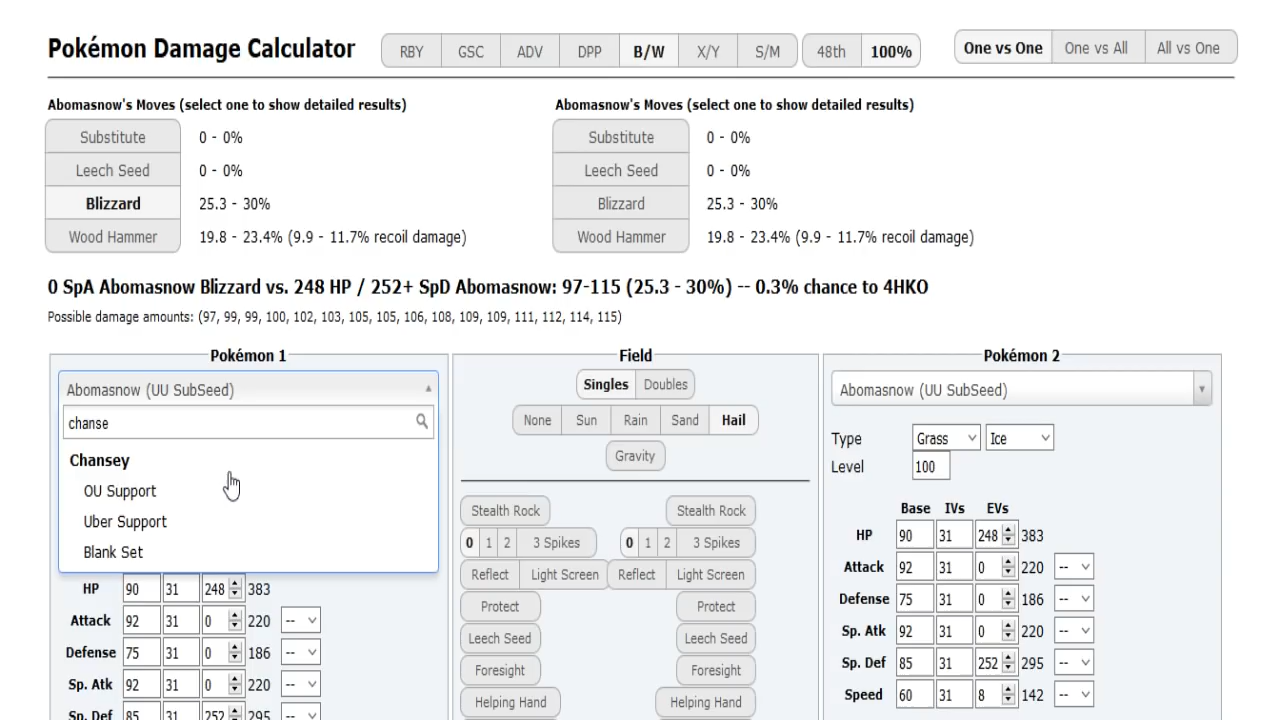 Pokémon Damage Calculator
RBY GSC ADV DPP B/W X/Y S/M 48th 100%
One vs One One vs All All vs One
Abomasnow's Moves (select one to show detailed results)
Substitute 0 - 0%
Leech Seed 0 - 0%
Blizzard 25.3 - 30%
Wood Hammer 19.8 - 23.4% (9.9 - 11.7% recoil damage)
Abomasnow's Moves (select one to show detailed results)
Substitute 0 - 0%
Leech Seed 0 - 0%
Blizzard 25.3 - 30%
Wood Hammer 19.8 - 23.4% (9.9 - 11.7% recoil damage)
0 SpA Abomasnow Blizzard vs. 248 HP / 252+ SpD Abomasnow: 97-115 (25.3 - 30%) -- 0.3% chance to 4HKO
Possible damage amounts: (97, 99, 99, 100, 102, 103, 105, 105, 106, 108, 109, 109, 111, 112, 114, 115)
Pokémon 1
Abomasnow (UU SubSeed)
chanse
Chansey
OU Support
Uber Support
Blank Set
HP 90 31 248 383
Attack 92 31 0 220 --
Defense 75 31 0 186 --
Sp. Atk 92 31 0 220 --
Sp. Def 85 31 252 295 --
Field
Singles Doubles
None Sun Rain Sand Hail
Gravity
Stealth Rock Stealth Rock
0 1 2 3 Spikes 0 1 2 3 Spikes
Reflect Light Screen Reflect Light Screen
Protect Protect
Leech Seed Leech Seed
Foresight Foresight
Helping Hand Helping Hand
Pokémon 2
Abomasnow (UU SubSeed)
Type Grass Ice
Level 100
Base IVs EVs
HP 90 31 248 383
Attack 92 31 0 220 --
Defense 75 31 0 186 --
Sp. Atk 92 31 0 220 --
Sp. Def 85 31 252 295 --
Speed 60 31 8 142 --